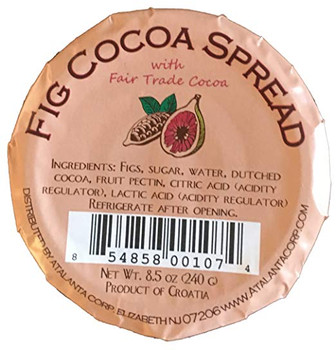 FIG COCOA SPREAD
with
Fair Trade Cocoa
INGREDIENTS: FIGS, SUGAR, WATER, DUTCHED
COCOA, FRUIT PECTIN, CITRIC ACID (ACIDITY
REGULATOR), LACTIC ACID (ACIDITY REGULATOR)
REFRIGERATE AFTER OPENING.
8 54858 00107 4
NET WT. 8.5 OZ (240 G)
PRODUCT OF CROATIA
DISTRIBUTED BY ATALANTA CORP. ELIZABETH NJ 07206 WWW.ATALANTACORP.COM